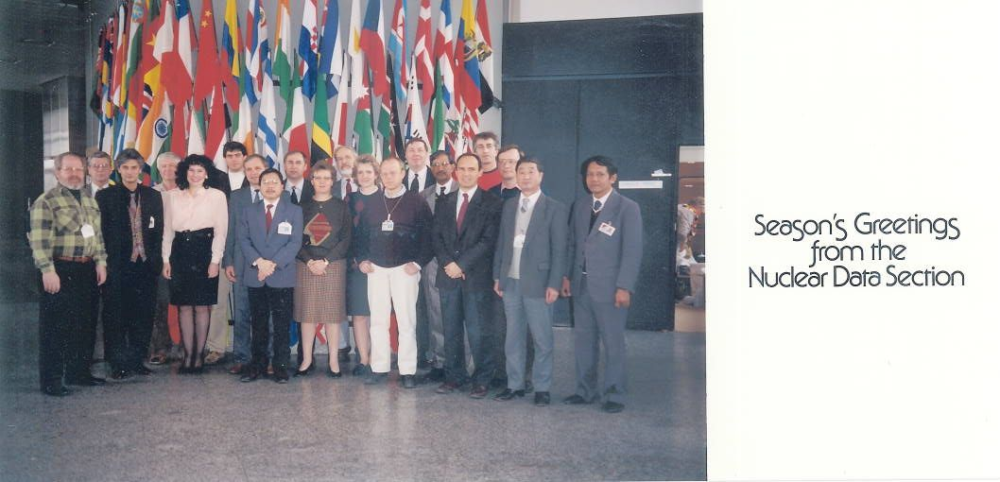 Season's Greetings
from the
Nuclear Data Section